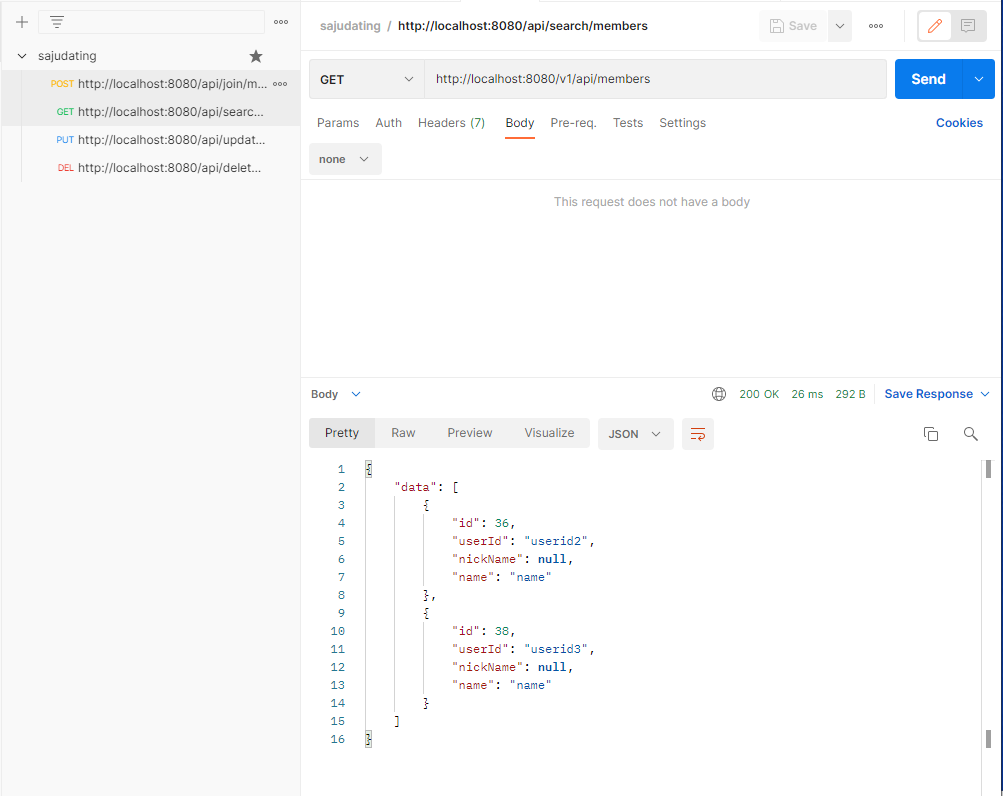 sajudating / http://localhost:8080/api/search/members
Save
sajudating
POST http://localhost:8080/api/join/m...
GET http://localhost:8080/api/searc...
PUT http://localhost:8080/api/updat...
DEL http://localhost:8080/api/delet...
GET http://localhost:8080/v1/api/members Send
Params Auth Headers (7) Body Pre-req. Tests Settings Cookies
none
This request does not have a body
Body 200 OK 26 ms 292 B Save Response
Pretty Raw Preview Visualize JSON
1 {
2 "data": [
3 {
4 "id": 36,
5 "userId": "userid2",
6 "nickName": null,
7 "name": "name"
8 },
9 {
10 "id": 38,
11 "userId": "userid3",
12 "nickName": null,
13 "name": "name"
14 }
15 ]
16 }